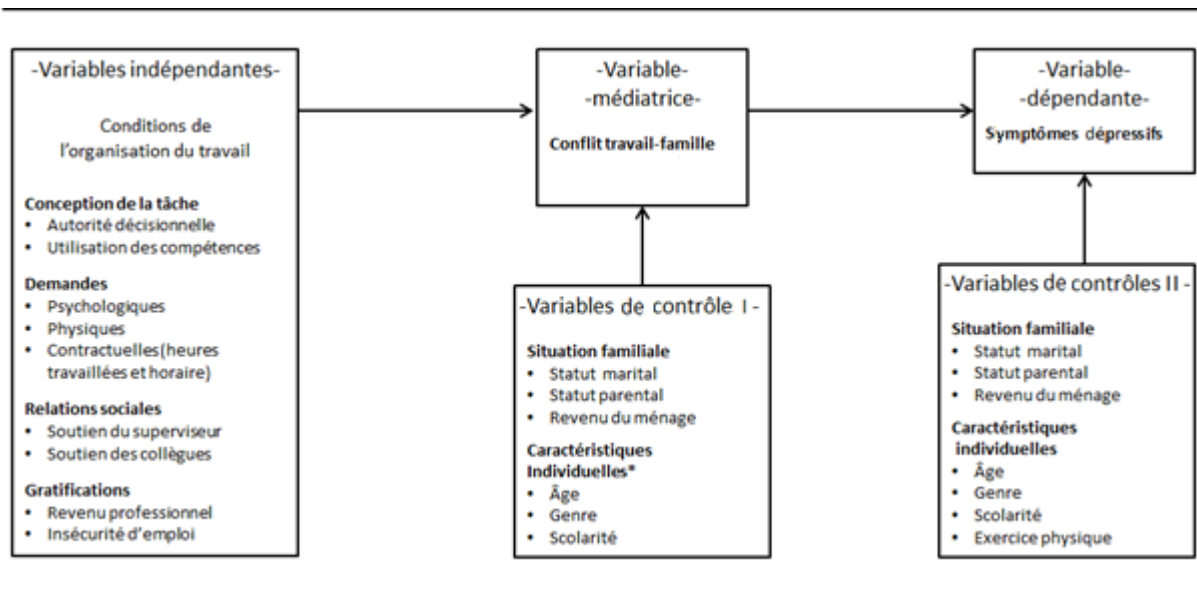 -Variables indépendantes-
Conditions de
l'organisation du travail
Conception de la tâche
• Autorité décisionnelle
• Utilisation des compétences
Demandes
• Psychologiques
• Physiques
• Contractuelles(heures
travaillées et horaire)
Relations sociales
• Soutien du superviseur
• Soutien des collègues
Gratifications
• Revenu professionnel
• Insécurité d'emploi
-Variable-
-médiatrice-
Conflit travail-famille
-Variables de contrôle I -
Situation familiale
• Statut marital
• Statut parental
• Revenu du ménage
Caractéristiques
Individuelles*
• Âge
• Genre
• Scolarité
-Variable-
-dépendante-
Symptômes dépressifs
-Variables de contrôles II -
Situation familiale
• Statut marital
• Statut parental
• Revenu du ménage
Caractéristiques
individuelles
• Âge
• Genre
• Scolarité
• Exercice physique